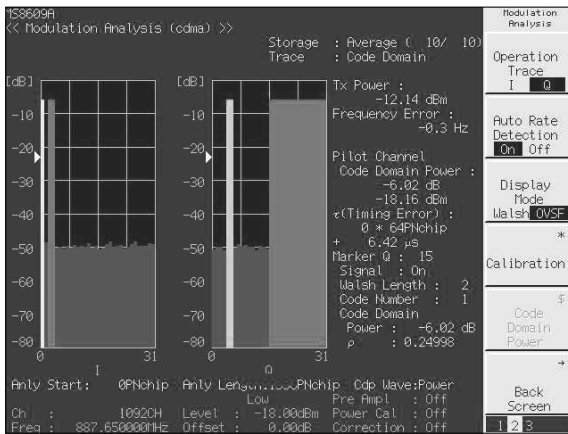 MS8609A
<< Modulation Analysis (cdma) >>
Storage : Average ( 10/ 10)
Trace : Code Domain
[dB]
[dB]
Tx Power :
-12.14 dBm
Frequency Error :
-0.3 Hz
Pilot Channel
Code Domain Power :
-6.02 dB
-18.16 dBm
τ(Timing Error) :
0 * 64PNchip
+ 6.42 μs
Marker Q : 15
Signal : On
Walsh Length : 2
Code Number : 1
Code Domain
Power : -6.02 dB
ρ : 0.24998
-10
-20
-30
-40
-50
-60
-70
-80
0 31
I
-10
-20
-30
-40
-50
-60
-70
-80
0 31
Q
Anly Start: 0PNchip Anly PNchip Cdp Wave:Power
Low Pre Ampl : Off
Ch : 1092CH Level : -18.00dBm Power Cal : Off
Freq : 887.650000MHz Offset : 0.00dB Correction : Off
Modulation
Analysis
Operation
Trace
I Q
Auto Rate
Detection
On Off
Display
Mode
Walsh OVSF
*
Calibration
$
Code
Domain
Power
→
Back
Screen
1 2 3